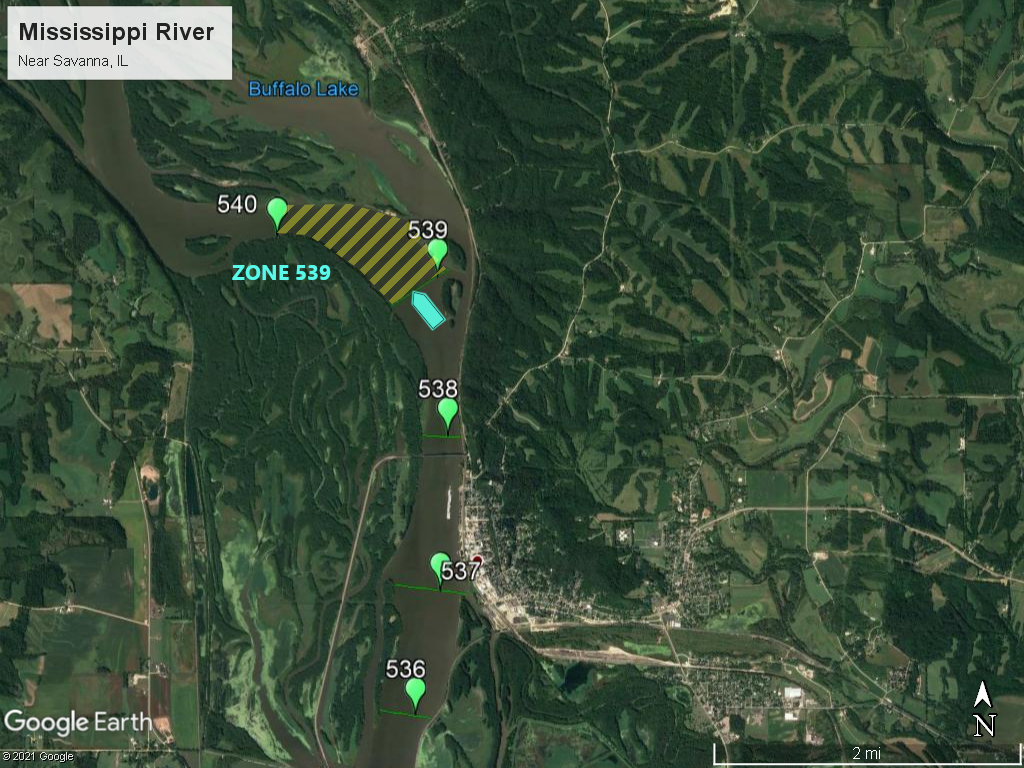 Mississippi River
Near Savanna, IL
Buffalo Lake
540
539
ZONE 539
538
537
536
Google Earth
© 2021 Google
N
2 mi